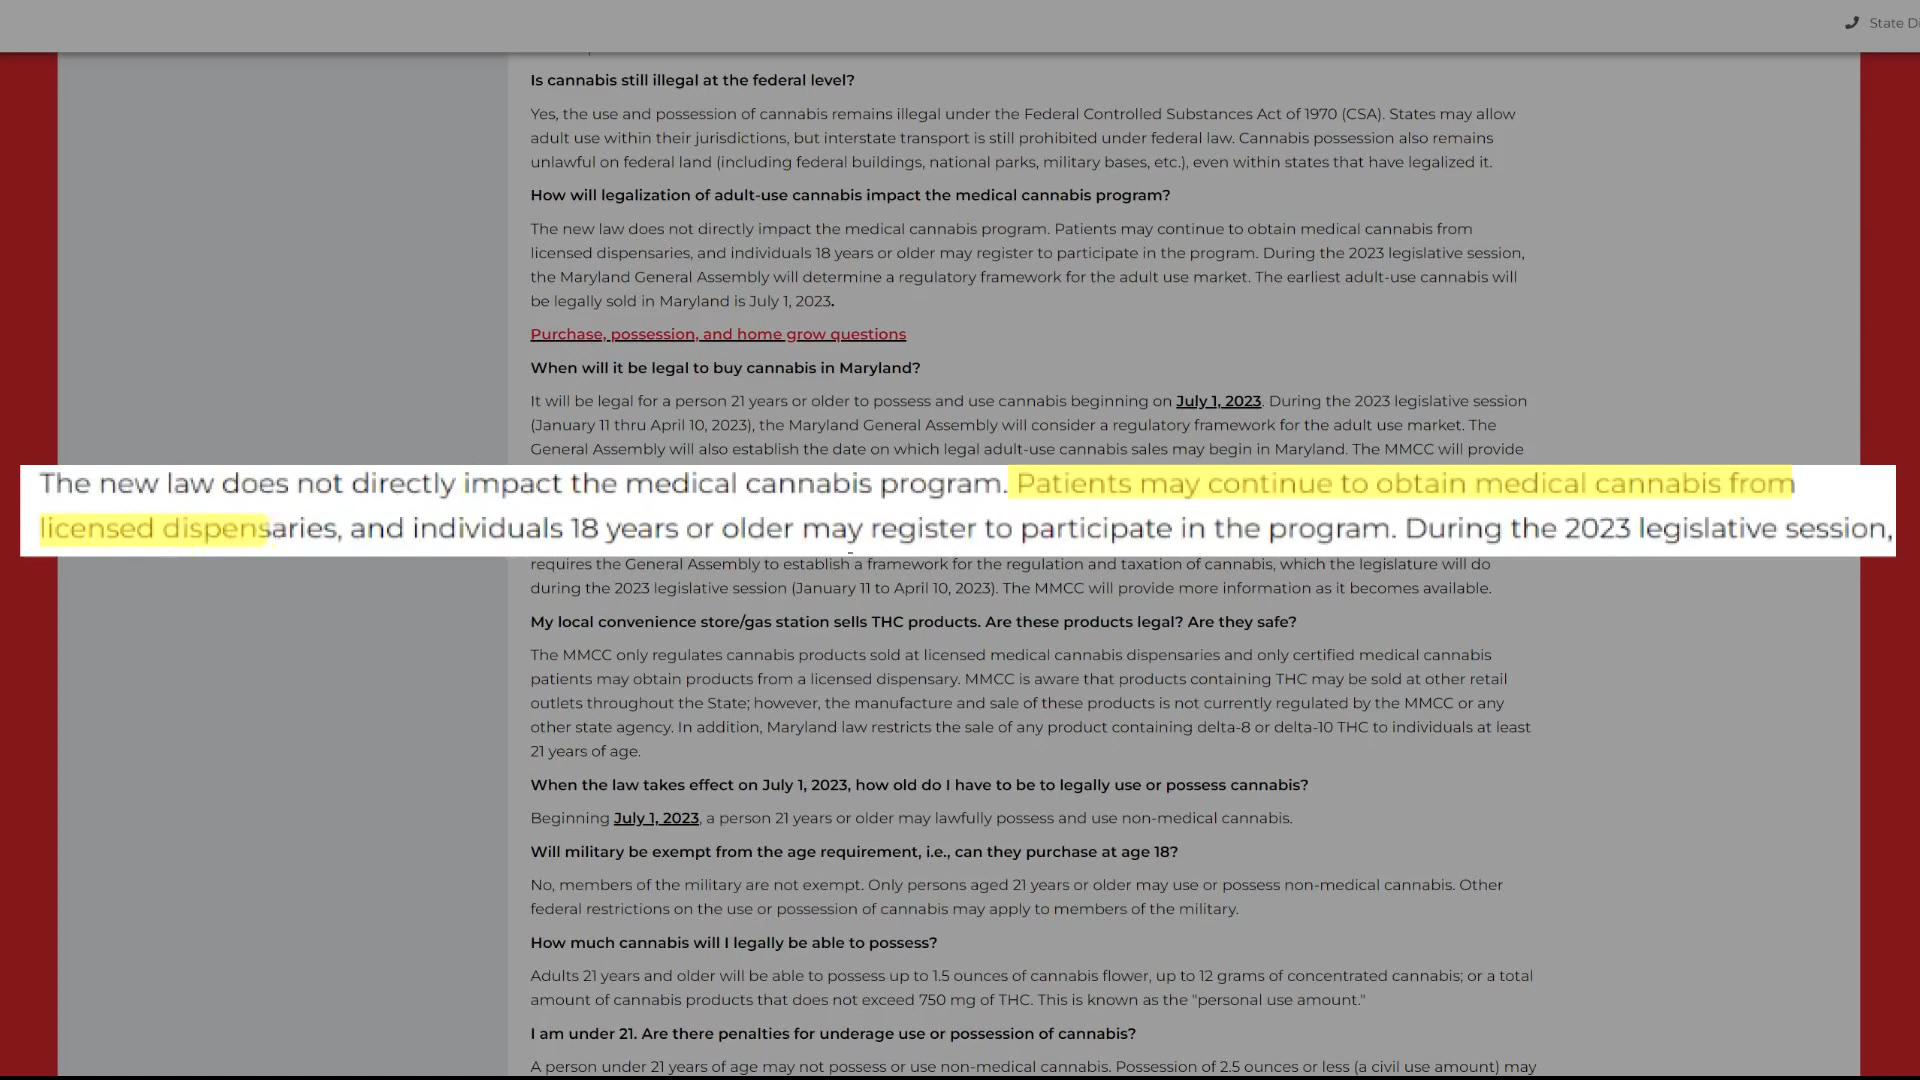 State Di
Is cannabis still illegal at the federal level?
Yes, the use and possession of cannabis remains illegal under the Federal Controlled Substances Act of 1970 (CSA). States may allow
adult use within their jurisdictions, but interstate transport is still prohibited under federal law. Cannabis possession also remains
unlawful on federal land (including federal buildings, national parks, military bases, etc.), even within states that have legalized it.
How will legalization of adult-use cannabis impact the medical cannabis program?
The new law does not directly impact the medical cannabis program. Patients may continue to obtain medical cannabis from
licensed dispensaries, and individuals 18 years or older may register to participate in the program. During the 2023 legislative session,
the Maryland General Assembly will determine a regulatory framework for the adult use market. The earliest adult-use cannabis will
be legally sold in Maryland is July 1, 2023.
Purchase, possession, and home grow questions
When will it be legal to buy cannabis in Maryland?
It will be legal for a person 21 years or older to possess and use cannabis beginning on July 1, 2023. During the 2023 legislative session
(January 11 thru April 10, 2023), the Maryland General Assembly will consider a regulatory framework for the adult use market. The
General Assembly will also establish the date on which legal adult-use cannabis sales may begin in Maryland. The MMCC will provide
The new law does not directly impact the medical cannabis program. Patients may continue to obtain medical cannabis from
licensed dispensaries, and individuals 18 years or older may register to participate in the program. During the 2023 legislative session,
requires the General Assembly to establish a framework for the regulation and taxation of cannabis, which the legislature will do
during the 2023 legislative session (January 11 to April 10, 2023). The MMCC will provide more information as it becomes available.
My local convenience store/gas station sells THC products. Are these products legal? Are they safe?
The MMCC only regulates cannabis products sold at licensed medical cannabis dispensaries and only certified medical cannabis
patients may obtain products from a licensed dispensary. MMCC is aware that products containing THC may be sold at other retail
outlets throughout the State; however, the manufacture and sale of these products is not currently regulated by the MMCC or any
other state agency. In addition, Maryland law restricts the sale of any product containing delta-8 or delta-10 THC to individuals at least
21 years of age.
When the law takes effect on July 1, 2023, how old do I have to be to legally use or possess cannabis?
Beginning July 1, 2023, a person 21 years or older may lawfully possess and use non-medical cannabis.
Will military be exempt from the age requirement, i.e., can they purchase at age 18?
No, members of the military are not exempt. Only persons aged 21 years or older may use or possess non-medical cannabis. Other
federal restrictions on the use or possession of cannabis may apply to members of the military.
How much cannabis will I legally be able to possess?
Adults 21 years and older will be able to possess up to 1.5 ounces of cannabis flower, up to 12 grams of concentrated cannabis; or a total
amount of cannabis products that does not exceed 750 mg of THC. This is known as the "personal use amount."
I am under 21. Are there penalties for underage use or possession of cannabis?
A person under 21 years of age may not possess or use non-medical cannabis. Possession of 2.5 ounces or less (a civil use amount) may